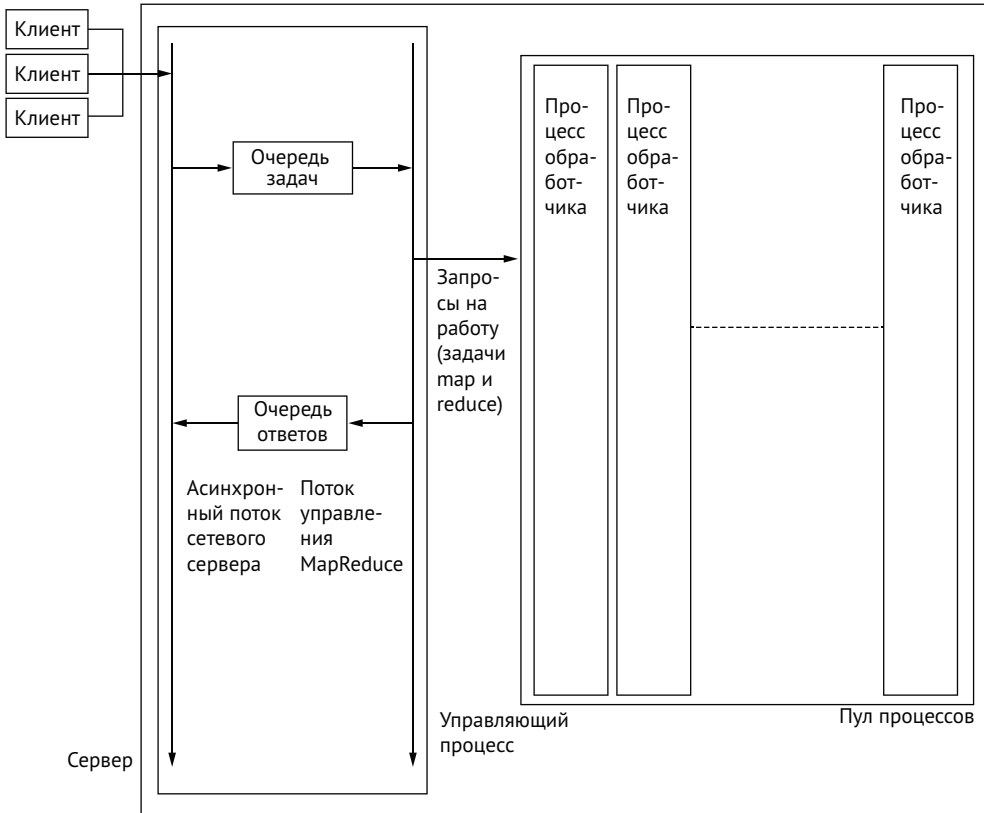 Клиент
Клиент
Клиент
Про-
цесс
обра-
бот-
чика
Про-
цесс
обра-
бот-
чика
Про-
цесс
обра-
бот-
чика
Очередь
задач
Запро-
сы на
работу
(задачи
map и
reduce)
Очередь
ответов
Асинхрон-
ный поток
сетевого
сервера
Поток
управле-
ния
MapReduce
Управляющий
процесс
Пул процессов
Сервер